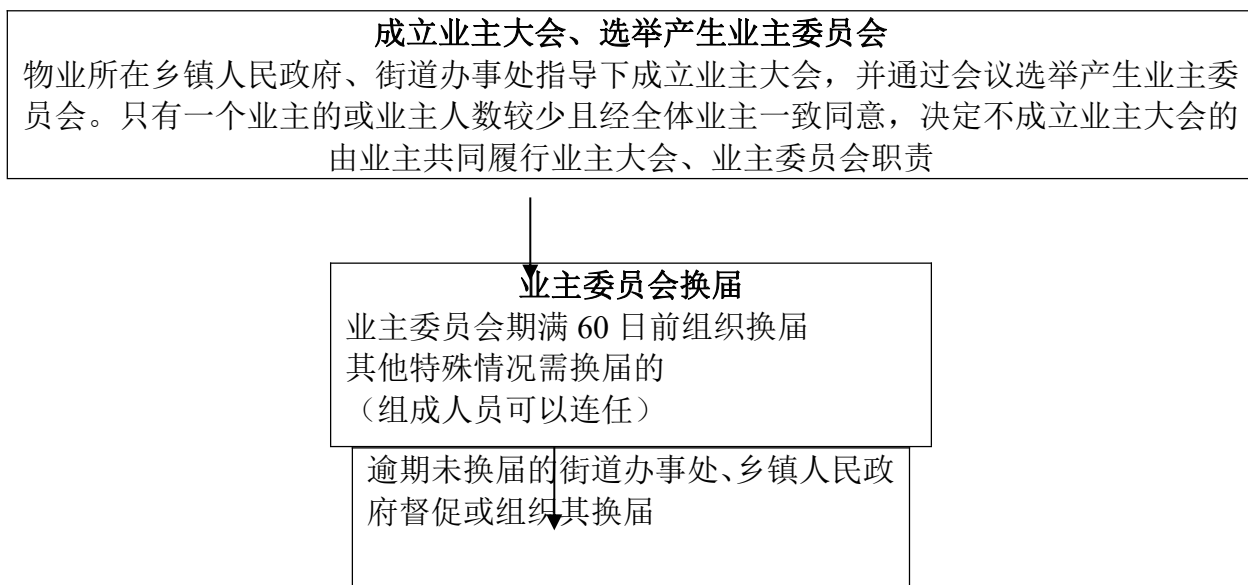 成立业主大会、选举产生业主委员会
物业所在乡镇人民政府、街道办事处指导下成立业主大会，并通过会议选举产生业主委
员会。只有一个业主的或业主人数较少且经全体业主一致同意，决定不成立业主大会的
由业主共同履行业主大会、业主委员会职责
业主委员会换届
业主委员会期满 60 日前组织换届
其他特殊情况需换届的
（组成人员可以连任）
逾期未换届的街道办事处、乡镇人民政
府督促或组织其换届